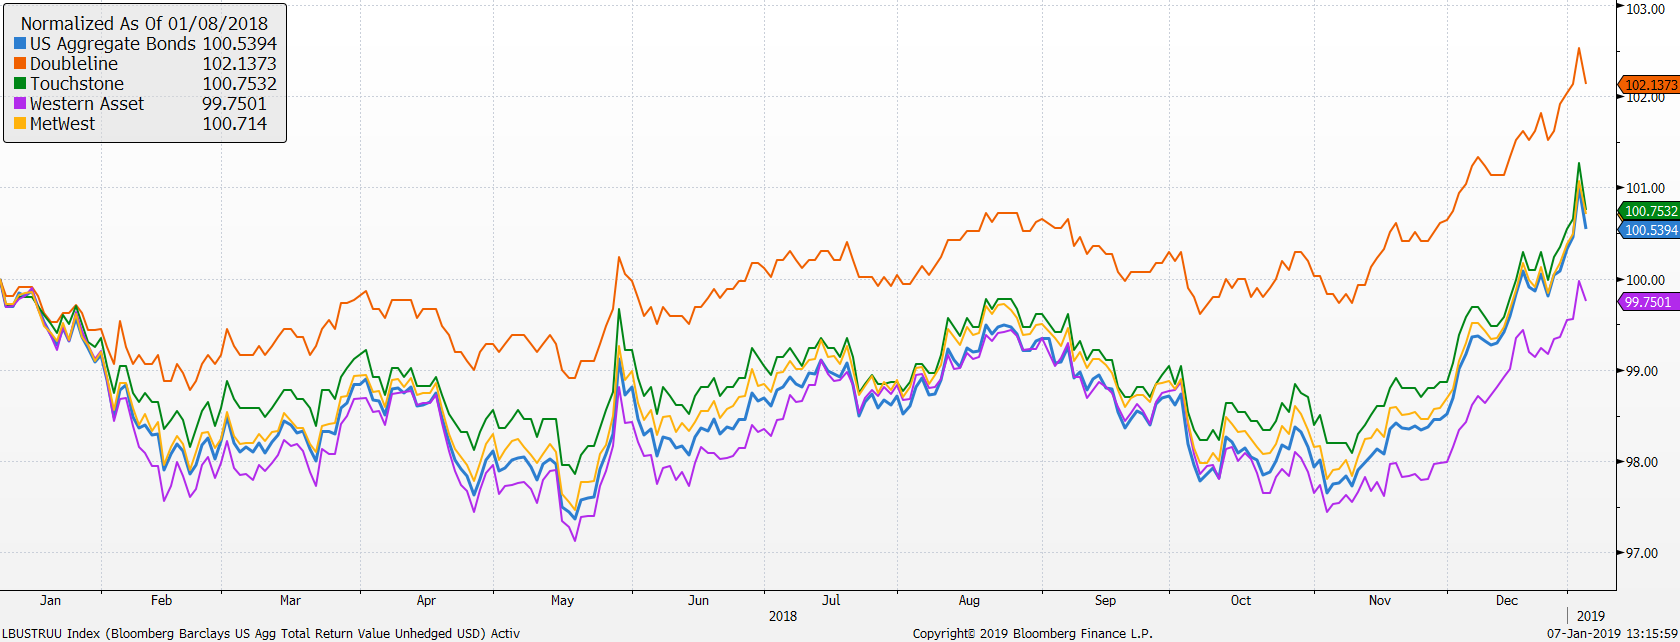 Normalized As Of 01/08/2018
US Aggregate Bonds 100.5394
Doubleline 102.1373
Touchstone 100.7532
Western Asset 99.7501
MetWest 100.714
103.00
102.1373
102.00
101.00
100.7532
100.5394
100.00
99.7501
99.00
98.00
97.00
Jan Feb Mar Apr May Jun Jul Aug Sep Oct Nov Dec
2018 2019
LBUSTRUU Index (Bloomberg Barclays US Agg Total Return Value Unhedged USD) Activ Copyright© 2019 Bloomberg Finance L.P. 07-Jan-2019 13:15:59